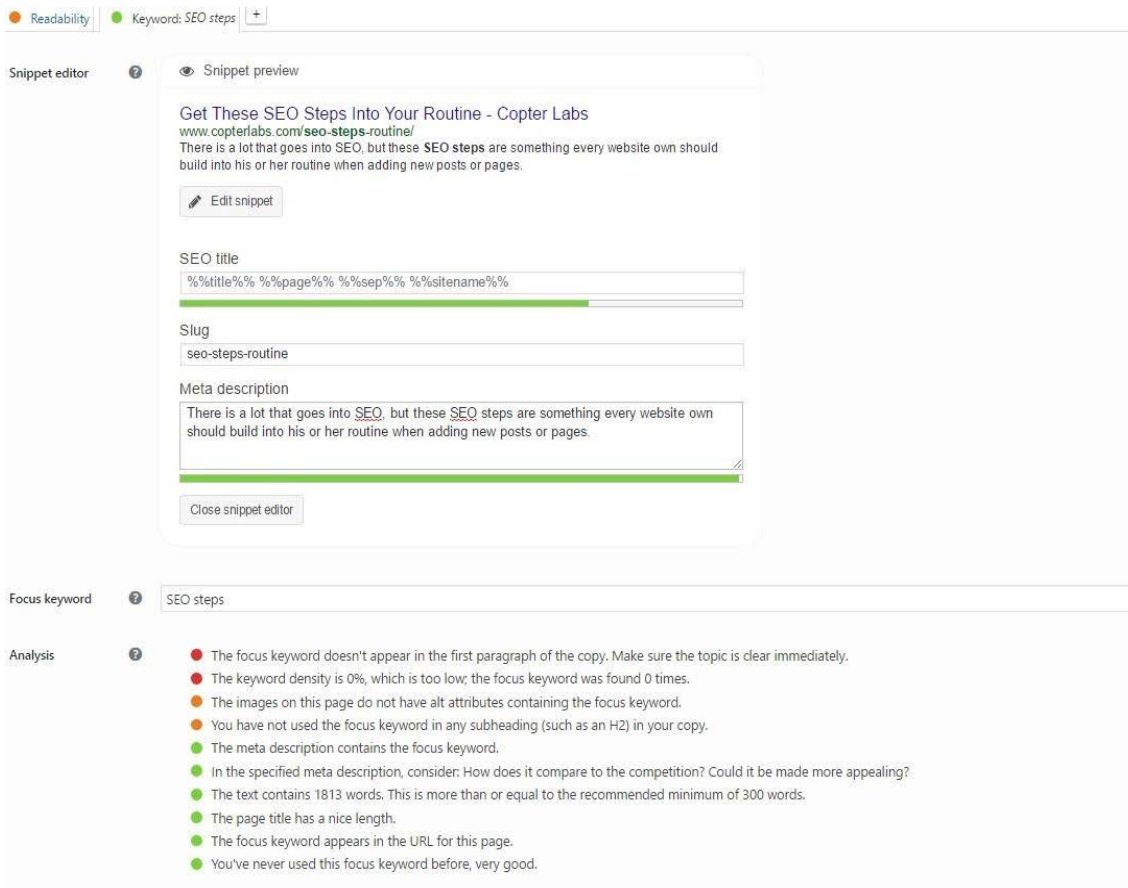 Readability
Keyword: SEO steps
+
Snippet editor
?
Snippet preview
Get These SEO Steps Into Your Routine - Copter Labs
www.copterlabs.com/seo-steps-routine/
There is a lot that goes into SEO, but these SEO steps are something every website own should
build into his or her routine when adding new posts or pages.
Edit snippet
SEO title
%%title%% %%page%% %%sep%% %%sitename%%
Slug
seo-steps-routine
Meta description
There is a lot that goes into SEO, but these SEO steps are something every website own
should build into his or her routine when adding new posts or pages.
Close snippet editor
Focus keyword
?
SEO steps
Analysis
?
The focus keyword doesn't appear in the first paragraph of the copy. Make sure the topic is clear immediately.
The keyword density is 0%, which is too low; the focus keyword was found 0 times.
The images on this page do not have alt attributes containing the focus keyword.
You have not used the focus keyword in any subheading (such as an H2) in your copy.
The meta description contains the focus keyword.
In the specified meta description, consider: How does it compare to the competition? Could it be made more appealing?
The text contains 1813 words. This is more than or equal to the recommended minimum of 300 words.
The page title has a nice length.
The focus keyword appears in the URL for this page.
You've never used this focus keyword before, very good.